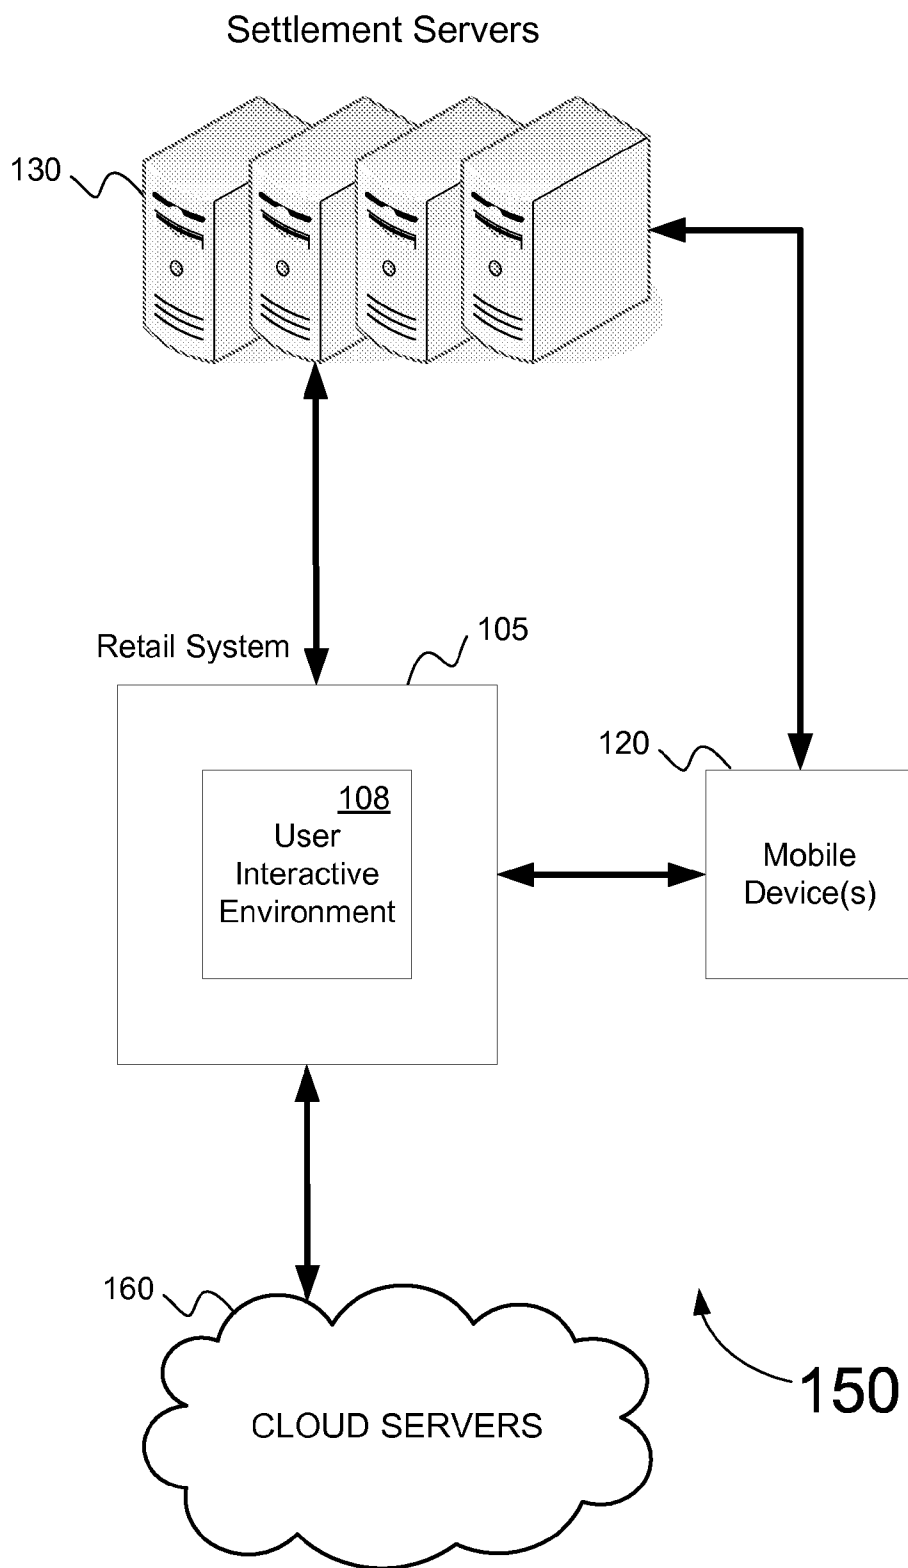 Settlement Servers
130
Retail System
105
120
108
User
Interactive
Environment
Mobile
Device(s)
160
CLOUD SERVERS
150